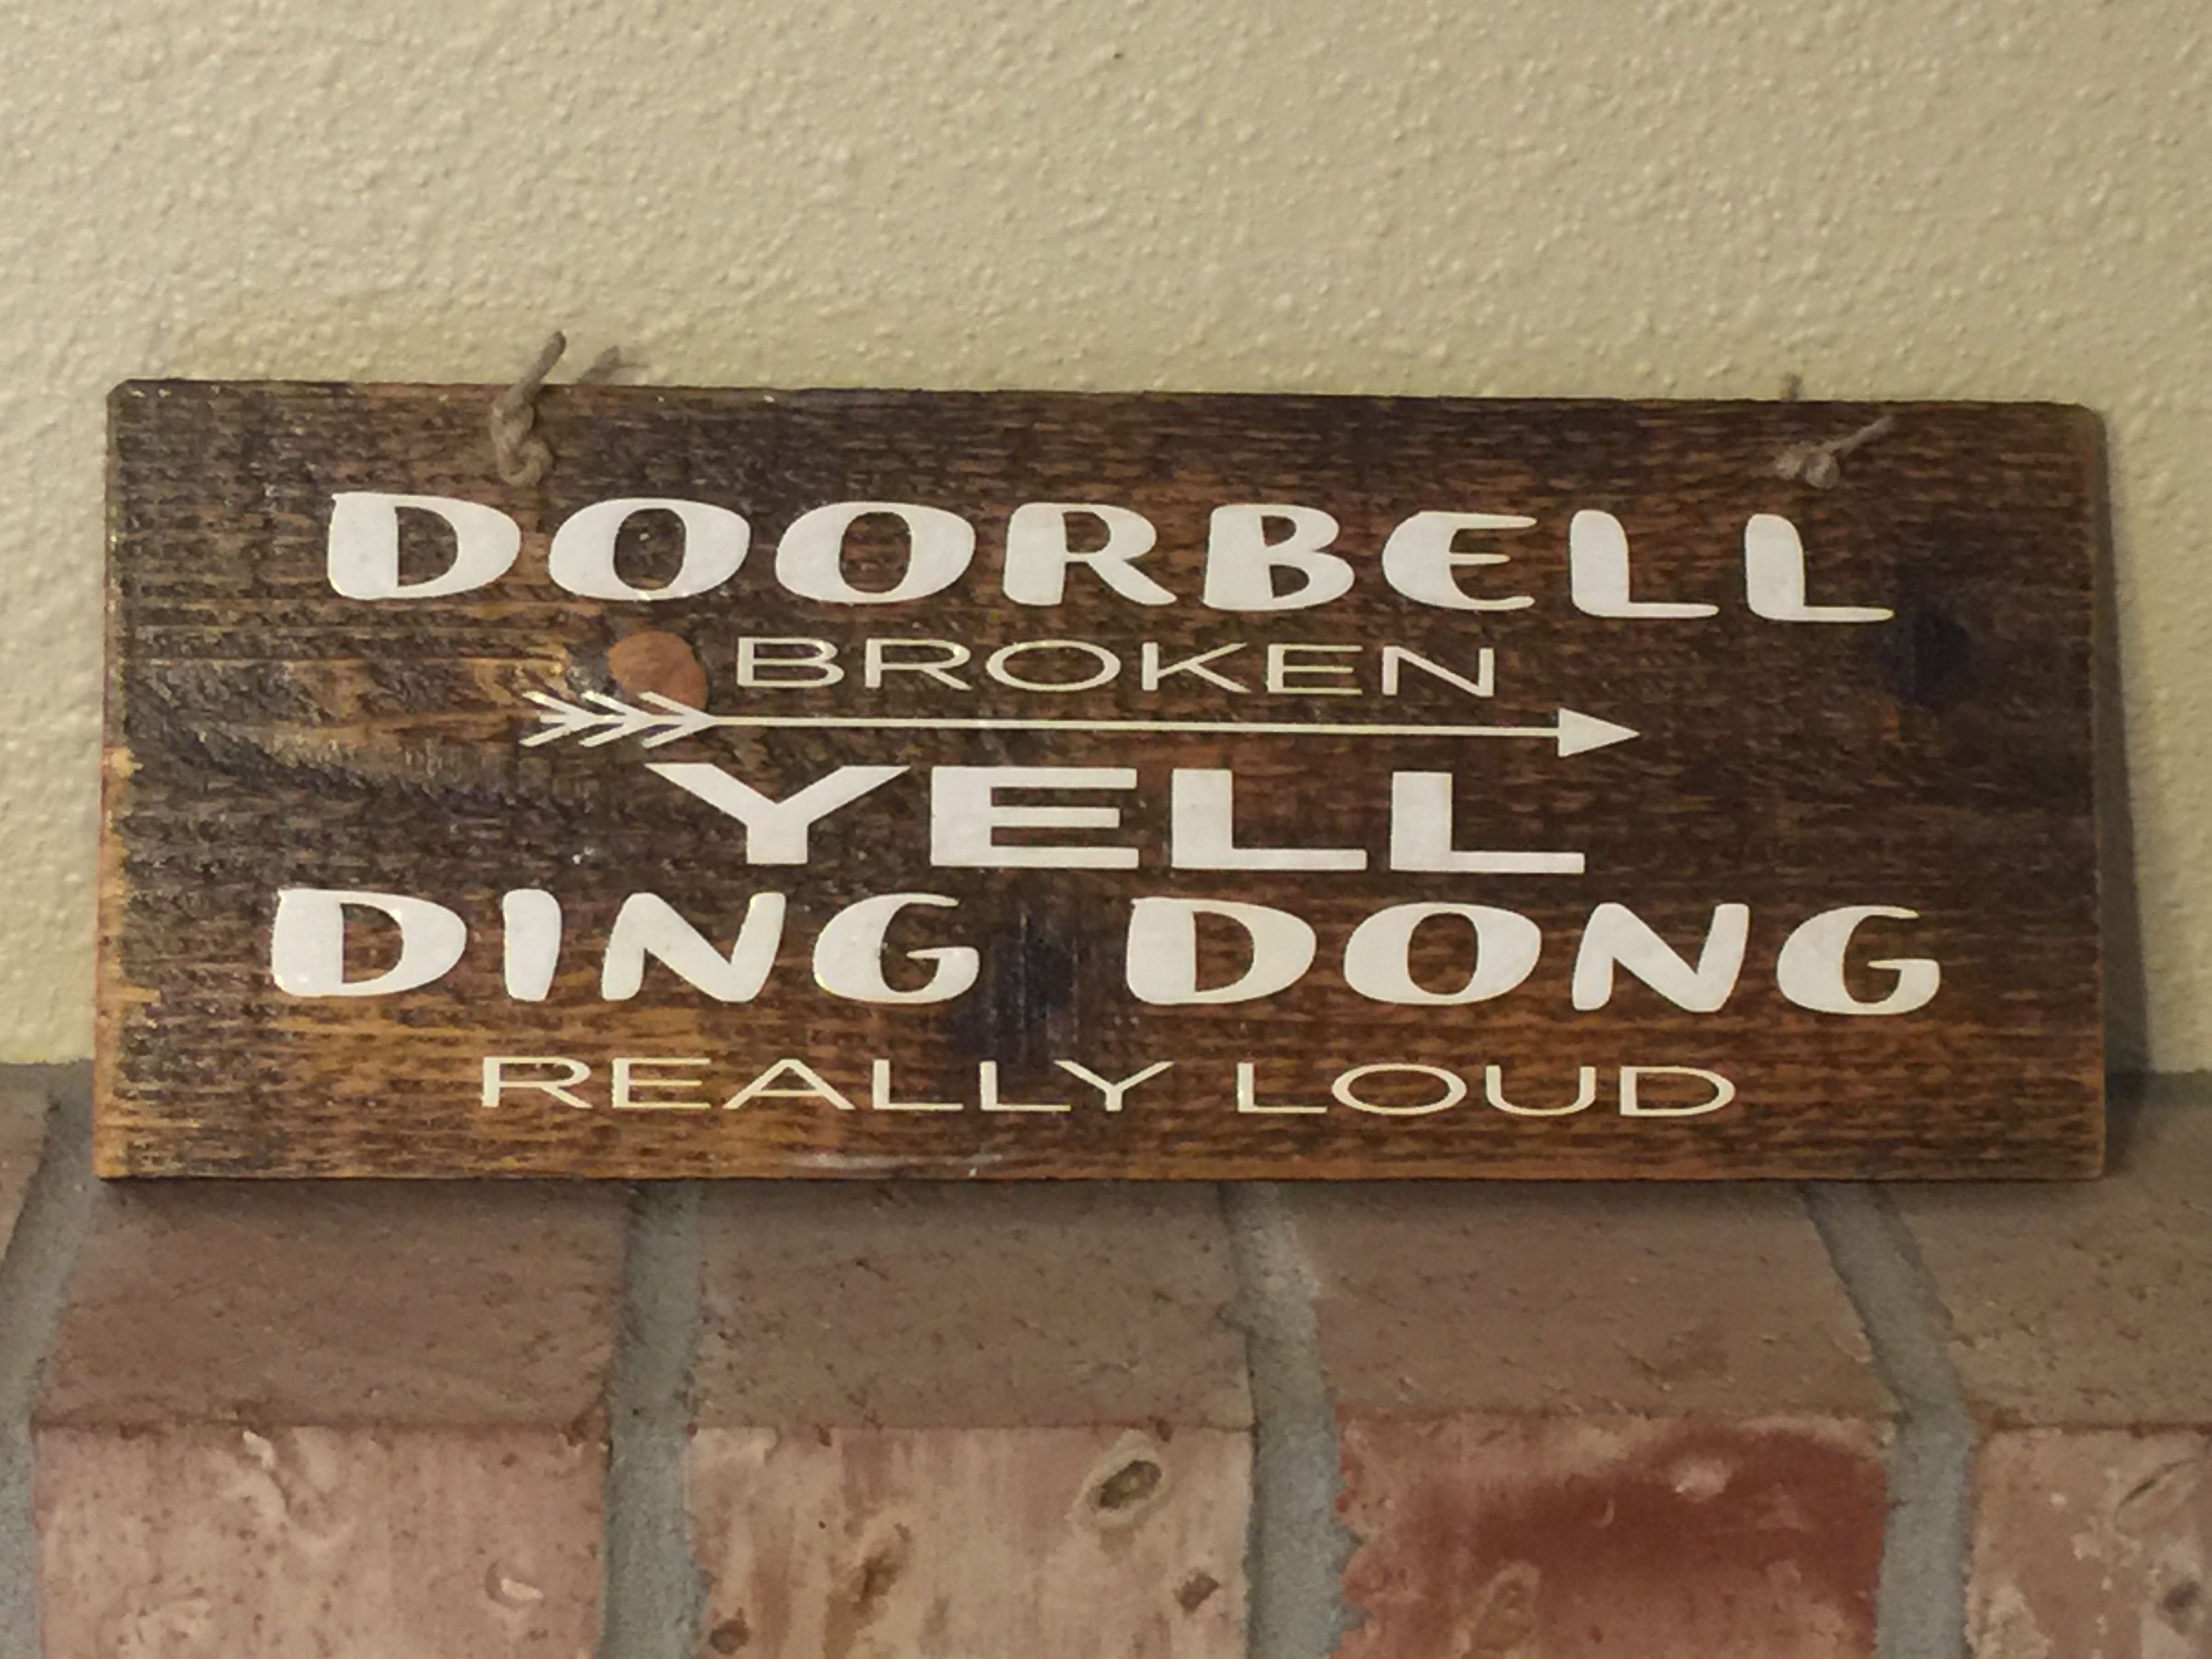 DOORBELL
BROKEN
YELL
DING DONG
REALLY LOUD